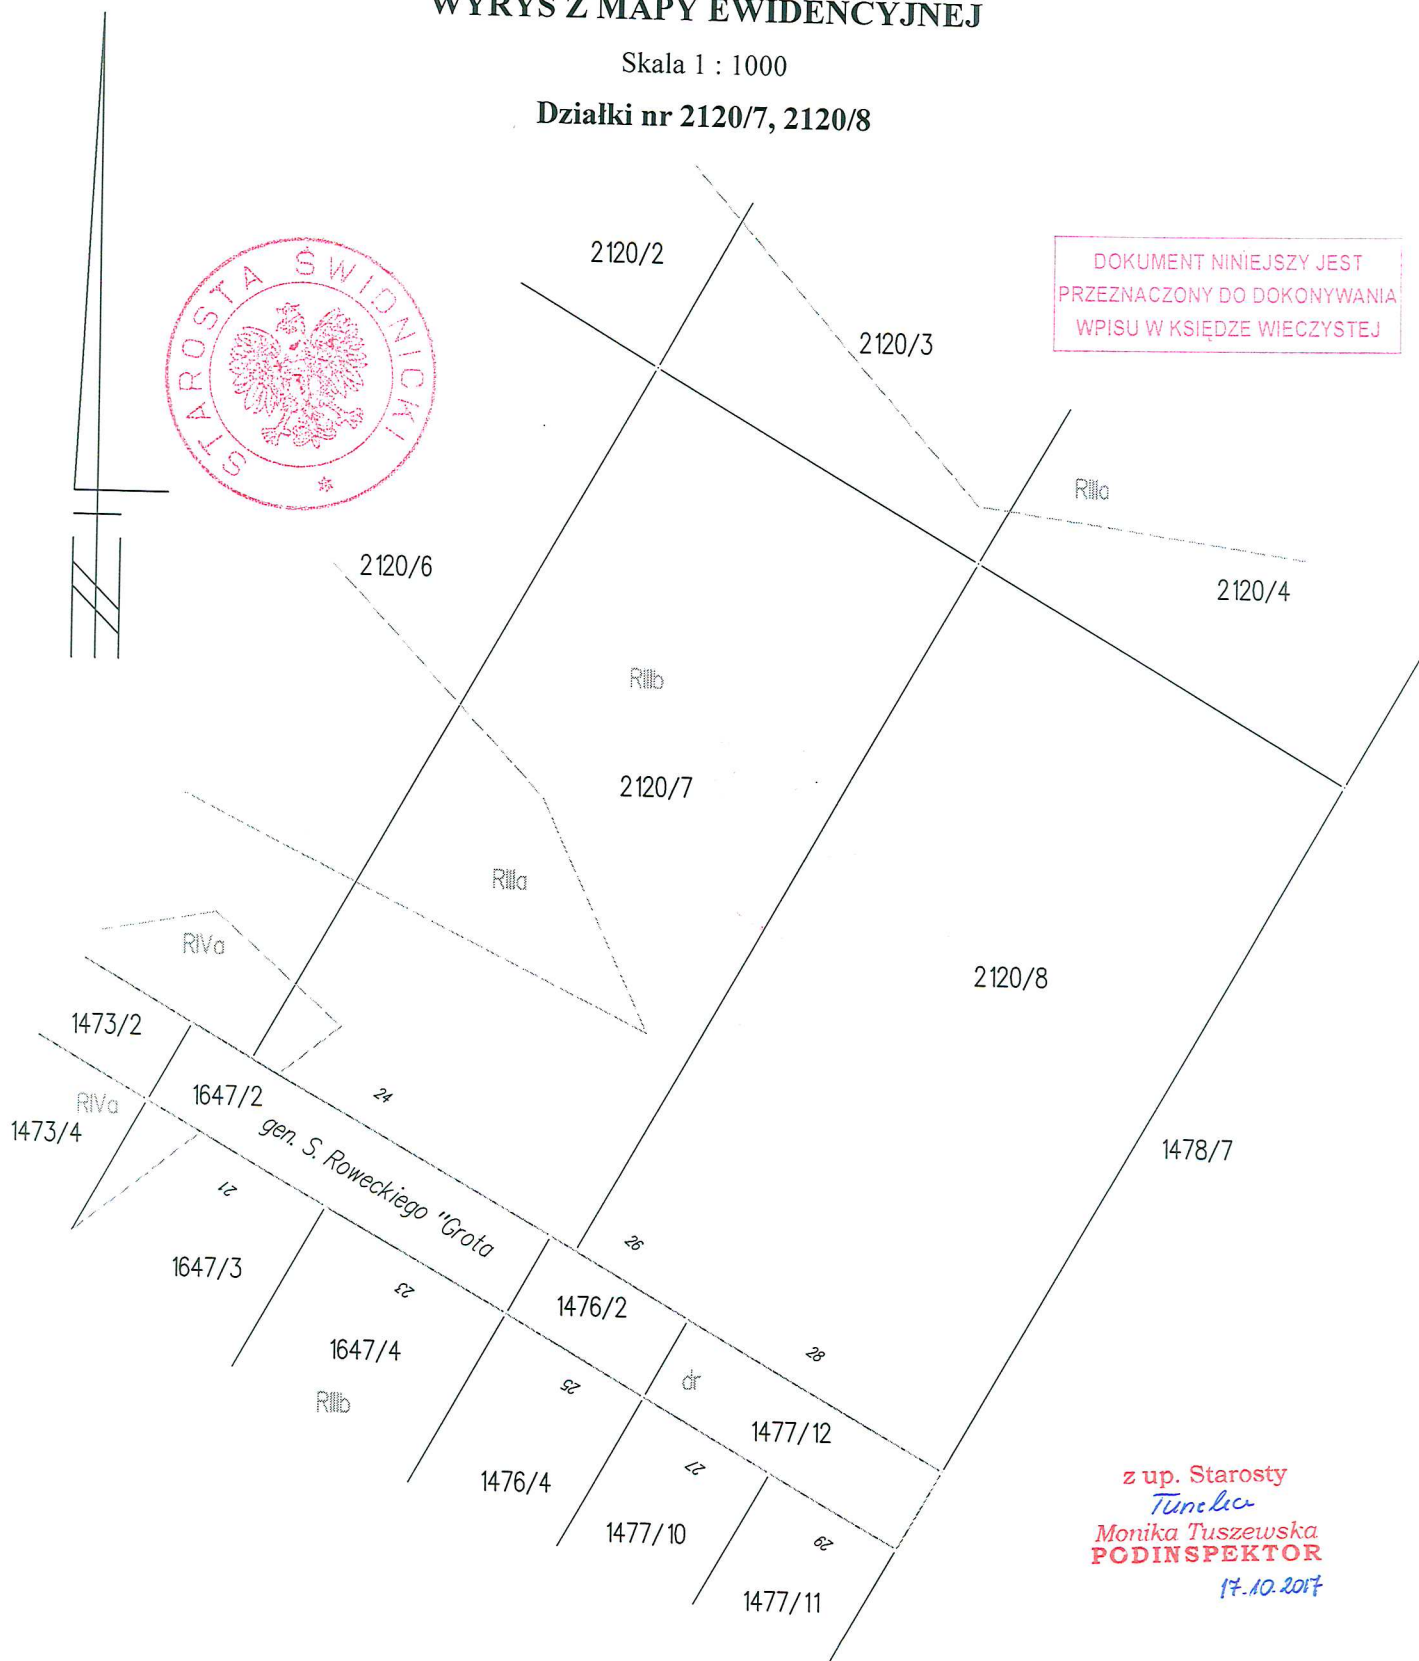 WYRYS Z MAPY EWIDENCYJNEJ
Skala 1 : 1000
Działki nr 2120/7, 2120/8
STAROSTA ŚWIDNICKI
DOKUMENT NINIEJSZY JEST
PRZEZNACZONY DO DOKONYWANIA
WPISU W KSIĘDZE WIECZYSTEJ
2120/2
2120/3
RIIIa
2120/6
2120/4
RIIIb
2120/7
RIIIa
RIVa
2120/8
1473/2
1647/2
24
RIVa
1473/4
gen. S. Roweckiego "Grota
1478/7
21
26
1647/3
23
1476/2
1647/4
28
25
dr
RIIIb
1477/12
27
1476/4
1477/10
29
1477/11
z up. Starosty
Monika Tuszewska
PODINSPEKTOR
17.10.2017
N